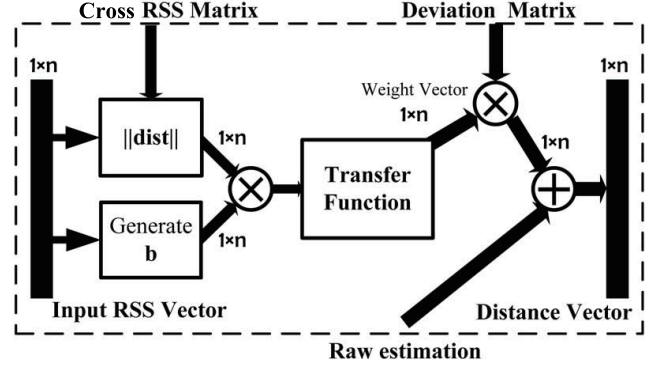 Cross RSS Matrix
Deviation Matrix
1×n
1×n
Weight Vector
1×n
||dist||
1×n
1×n
Transfer
Function
Generate
b
1×n
Input RSS Vector
Distance Vector
Raw estimation